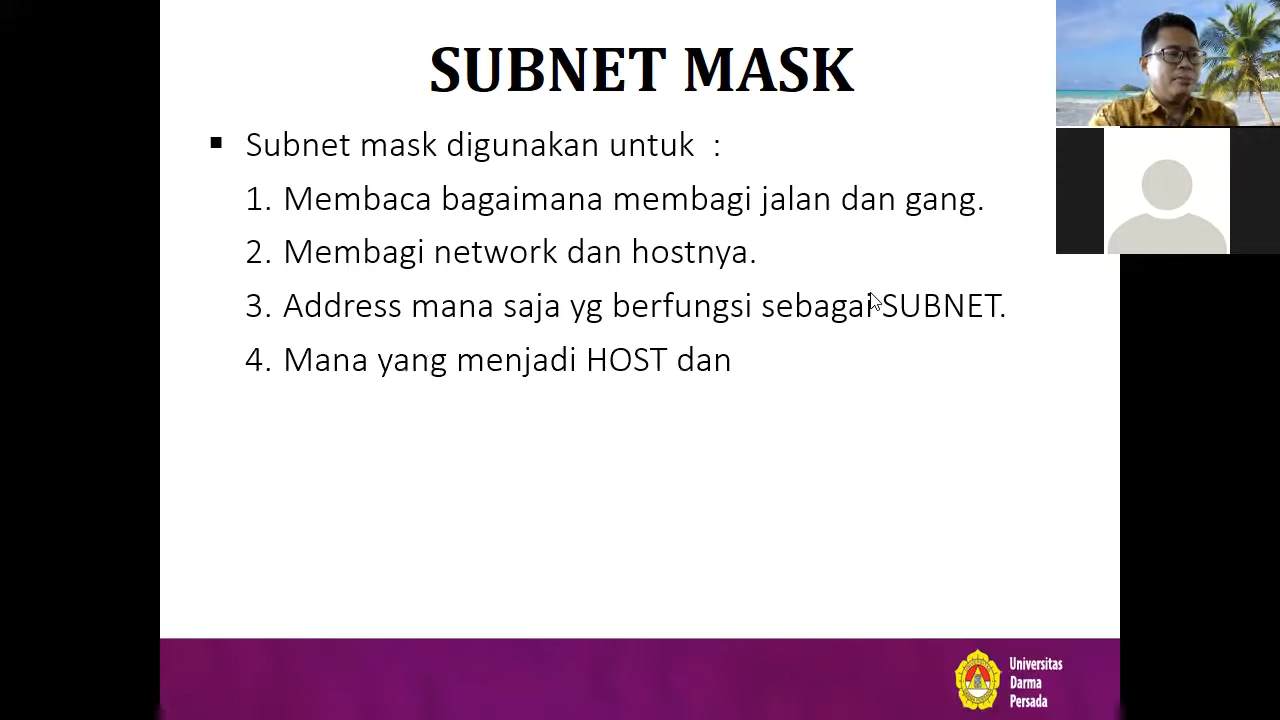 SUBNET MASK
▪ Subnet mask digunakan untuk :
1. Membaca bagaimana membagi jalan dan gang.
2. Membagi network dan hostnya.
3. Address mana saja yg berfungsi sebagai SUBNET.
4. Mana yang menjadi HOST dan
Universitas
Darma
Persada